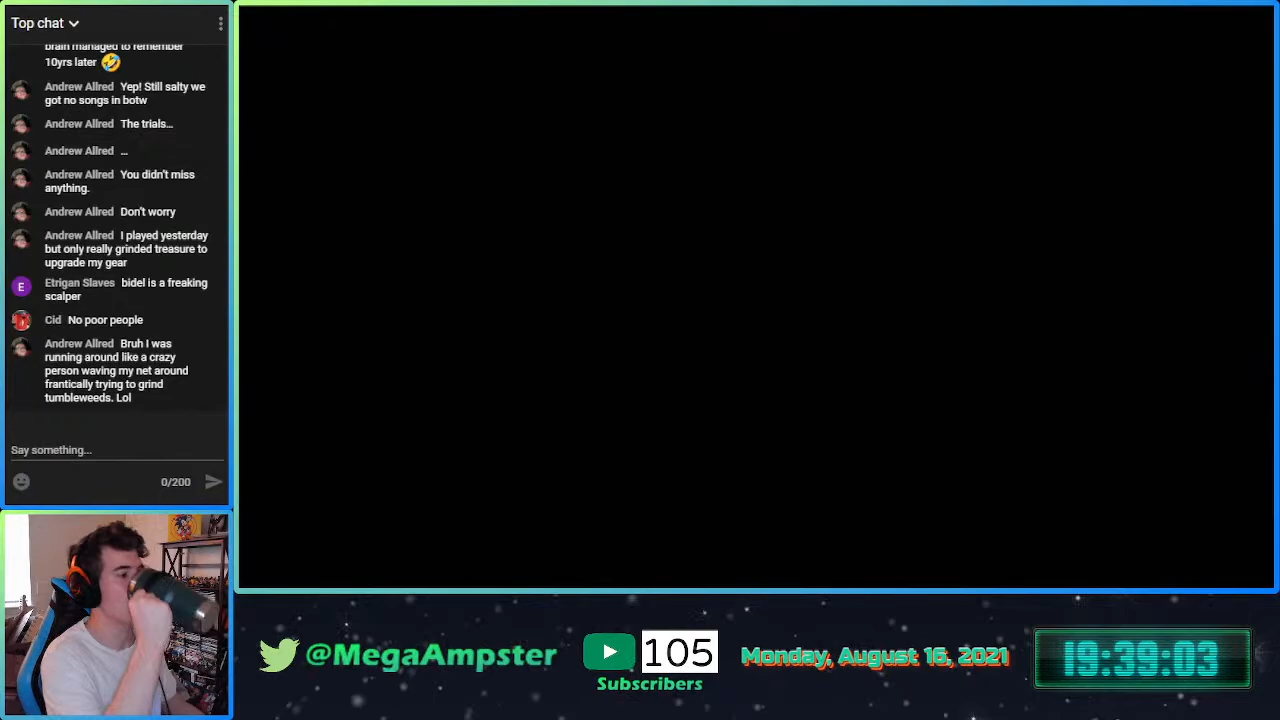 Top chat
brain managed to remember
10yrs later 🤣
Andrew Allred Yep! Still salty we
got no songs in botw
Andrew Allred The trials...
Andrew Allred ...
Andrew Allred You didn't miss
anything.
Andrew Allred Don't worry
Andrew Allred I played yesterday
but only really grinded treasure to
upgrade my gear
E
Etrigan Slaves bidel is a freaking
scalper
Cid No poor people
Andrew Allred Bruh I was
running around like a crazy
person waving my net around
frantically trying to grind
tumbleweeds. Lol
Say something...
0/200
@MegaAmpster
105
Subscribers
Monday, August 16, 2021
19:39:03